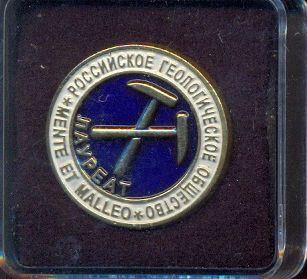 РОССИЙСКОЕ ГЕОЛОГИЧЕСКОЕ ОБЩЕСТВО
*MENTE ET MALLEO*
ЛАУРЕАТ